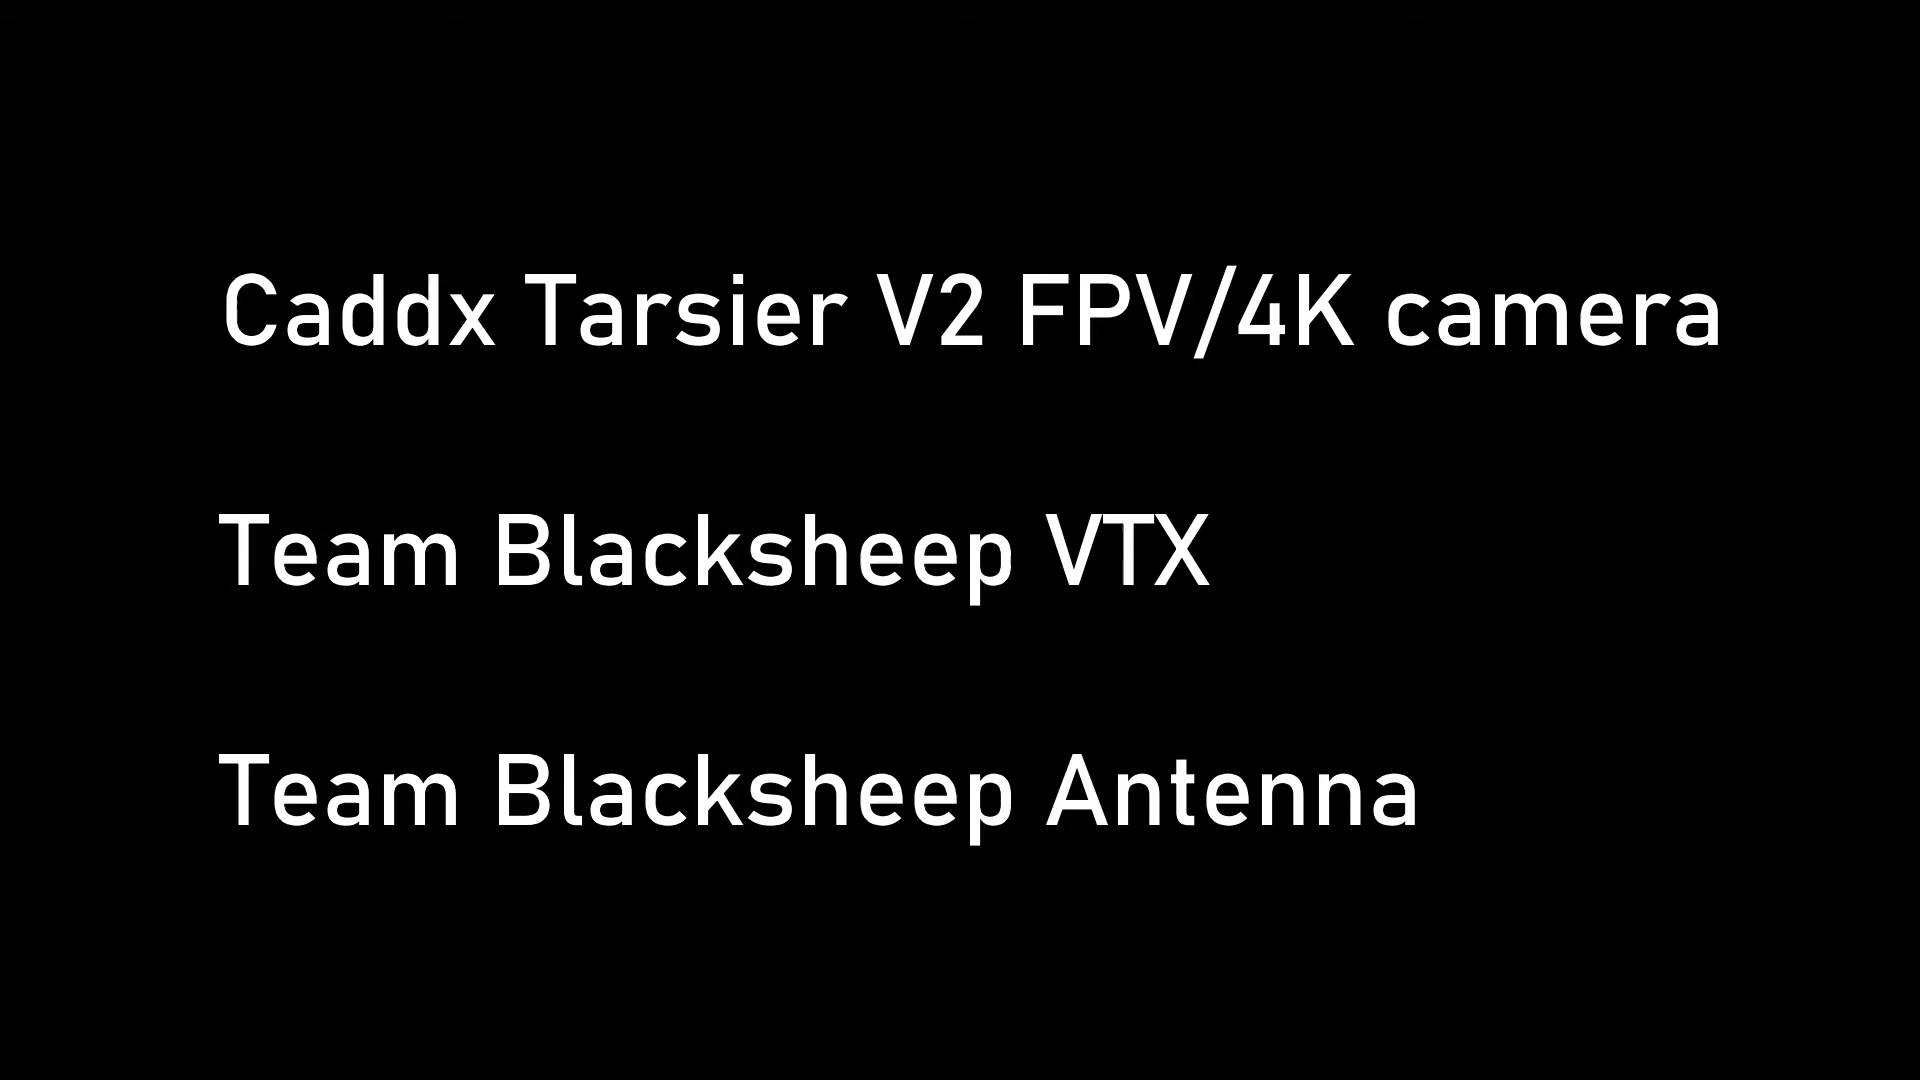 Caddx Tarsier V2 FPV/4K camera
Team Blacksheep VTX
Team Blacksheep Antenna